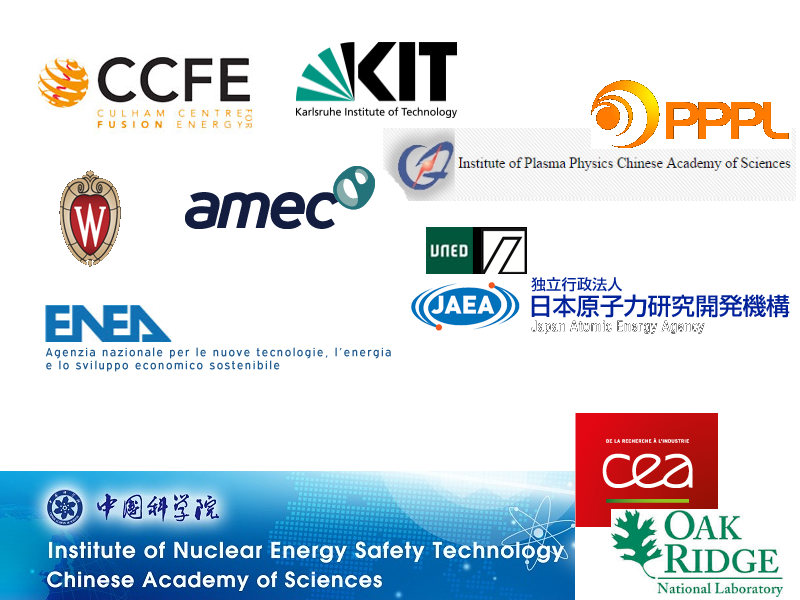 CCFE
CULHAM CENTRE FOR
FUSION ENERGY
KIT
Karlsruhe Institute of Technology
PPPL
Institute of Plasma Physics Chinese Academy of Sciences
W
amec
UNED
JAEA
独立行政法人
日本原子力研究開発機構
Japan Atomic Energy Agency
ENEA
Agenzia nazionale per le nuove tecnologie, l'energia
e lo sviluppo economico sostenibile
DE LA RECHERCHE À L'INDUSTRIE
cea
中国科学院
Institute of Nuclear Energy Safety Technology
Chinese Academy of Sciences
OAK
RIDGE
National Laboratory